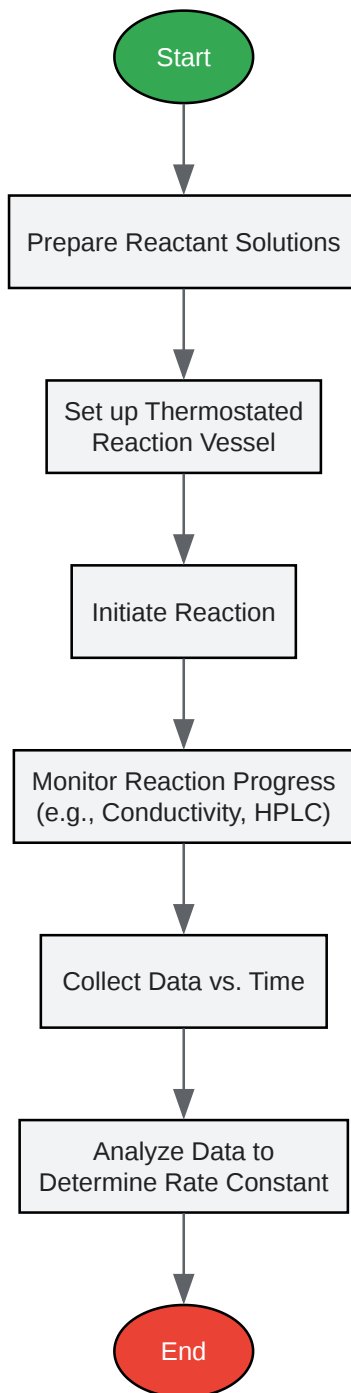 Start
Prepare Reactant Solutions
Set up Thermostated
Reaction Vessel
Initiate Reaction
Monitor Reaction Progress
(e.g., Conductivity, HPLC)
Collect Data vs. Time
Analyze Data to
Determine Rate Constant
End